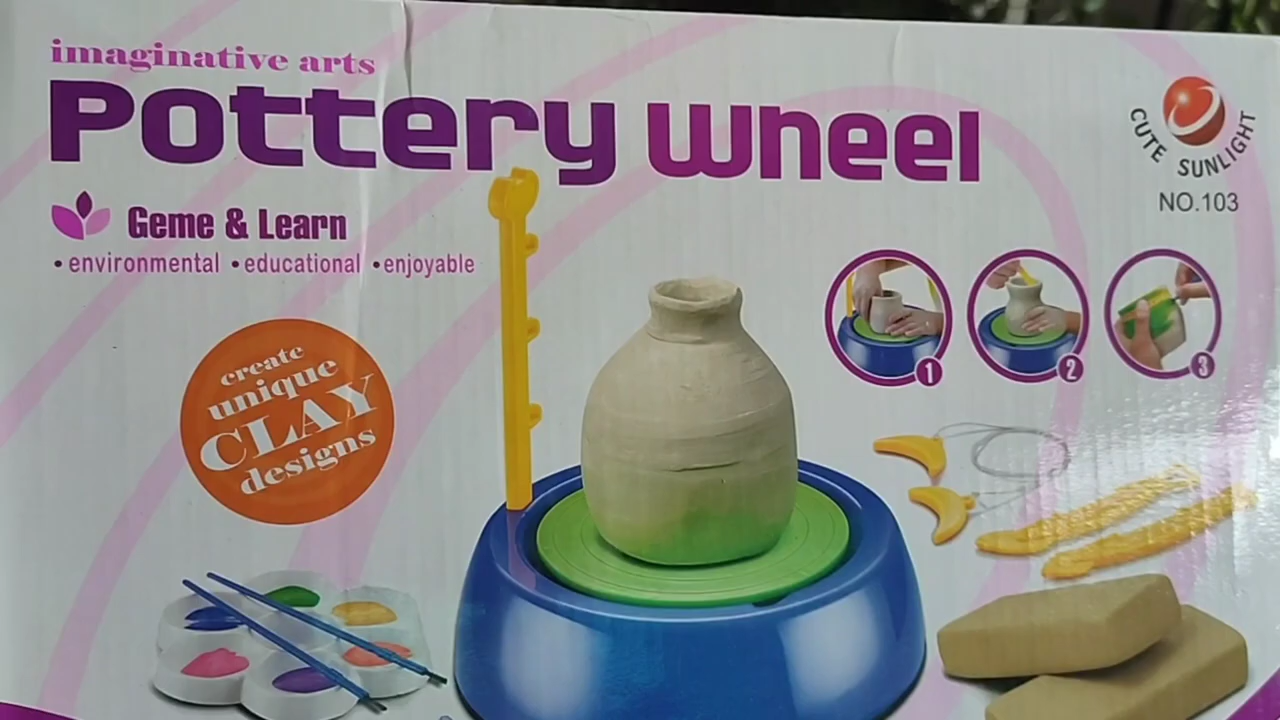 imaginative arts
Pottery wheel
CUTE SUNLIGHT
NO.103
Geme & Learn
• environmental • educational • enjoyable
create
unique
CLAY
designs
1 2 3